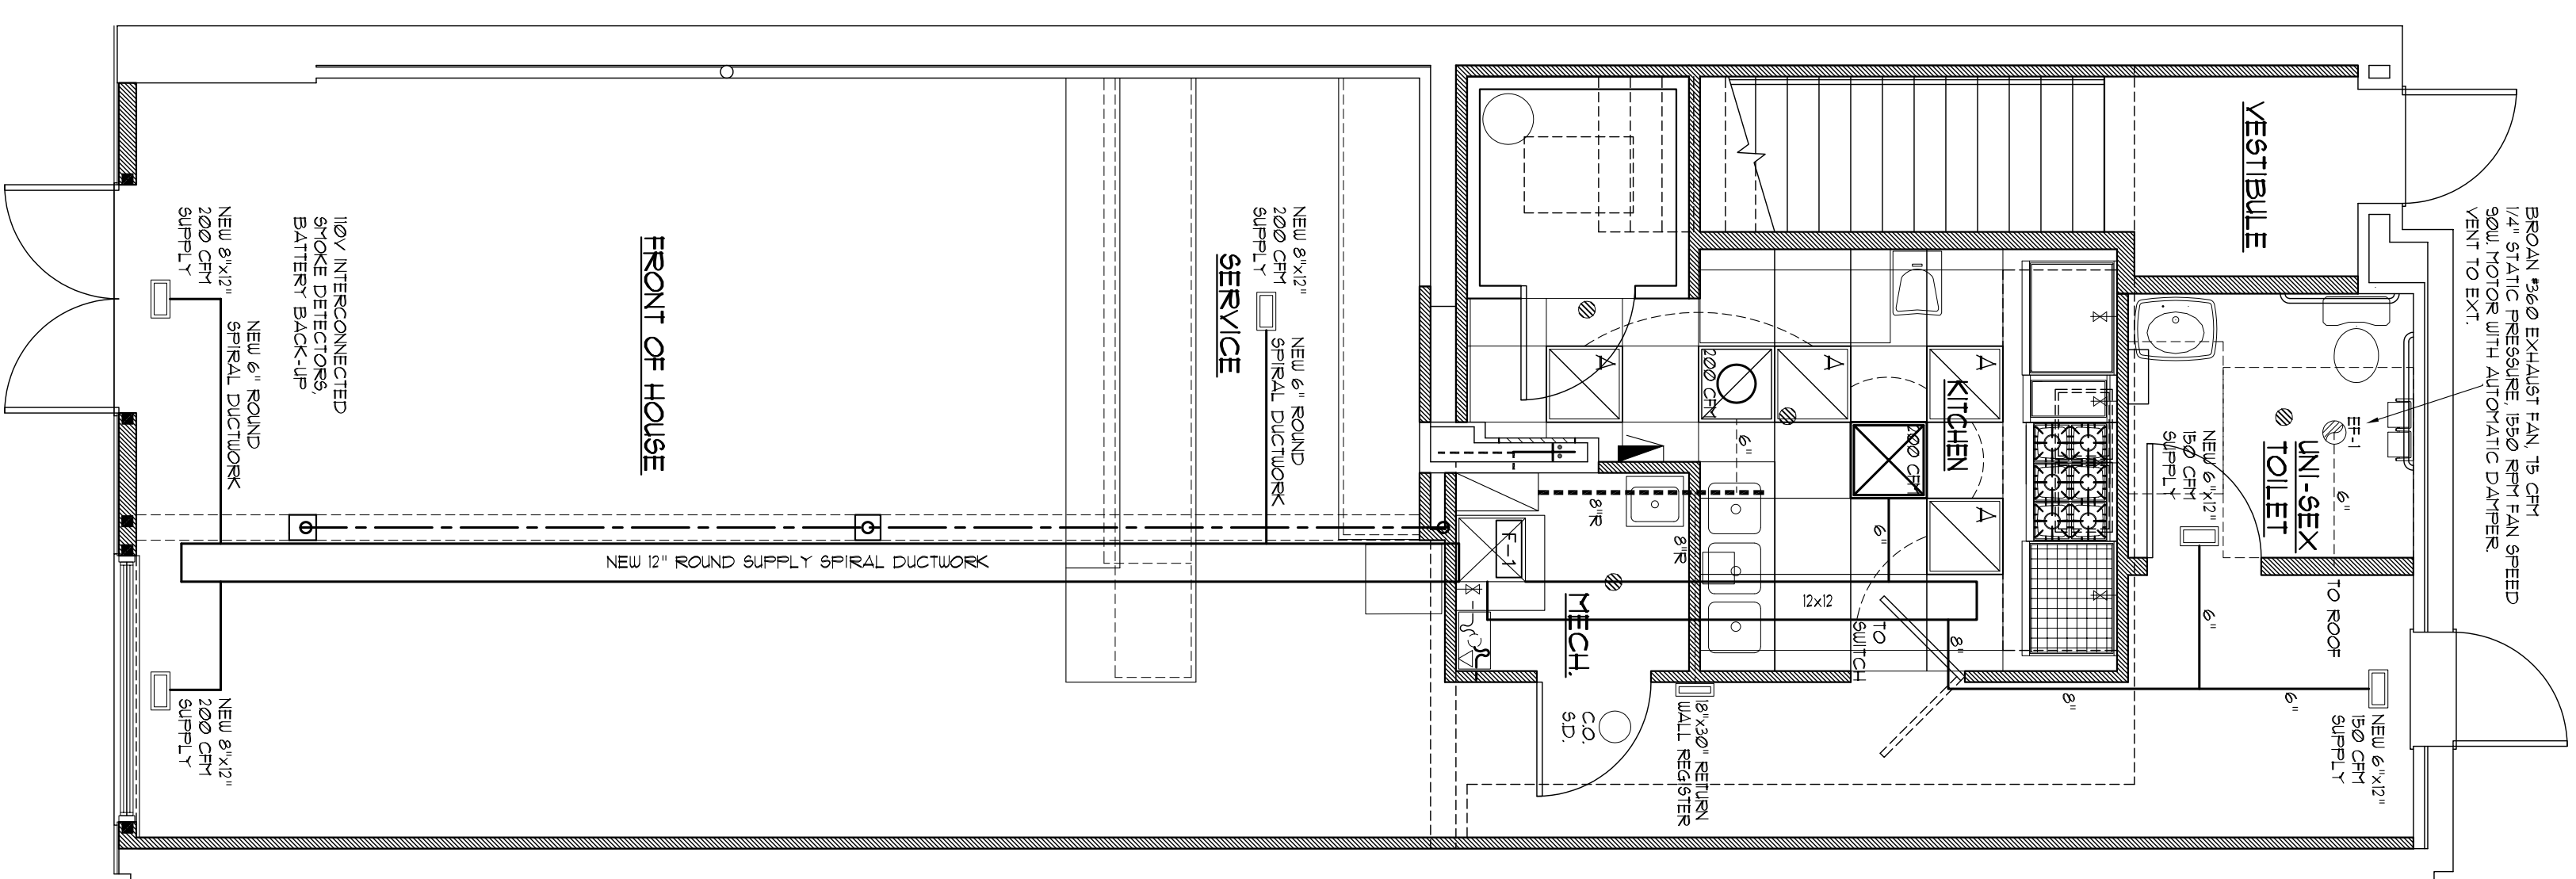 BROAN #360 EXHAUST FAN, 75 CFM
1/4" STATIC PRESSURE, 1550 RPM FAN SPEED
90W. MOTOR WITH AUTOMATIC DAMPER.
VENT TO EXT.
VESTIBULE
EF-1
6"
TO ROOF
UNI-SEX
TOILET
NEW 6"x12"
150 CFM
SUPPLY
6"
NEW 6"x12"
150 CFM
SUPPLY
6"
8"
8"
KITCHEN
A
A
A
A
200 CFM
200 CFM
6"
6"
12x12
TO
SWITCH
18"x30" RETURN
WALL REGISTER
8"R
8"R
MECH.
C.O.
S.D.
F-1
NEW 8"x12"
200 CFM
SUPPLY
NEW 6" ROUND
SPIRAL DUCTWORK
SERVICE
NEW 12" ROUND SUPPLY SPIRAL DUCTWORK
FRONT OF HOUSE
110V INTERCONNECTED
SMOKE DETECTORS,
BATTERY BACK-UP
NEW 6" ROUND
SPIRAL DUCTWORK
NEW 8"x12"
200 CFM
SUPPLY
NEW 8"x12"
200 CFM
SUPPLY